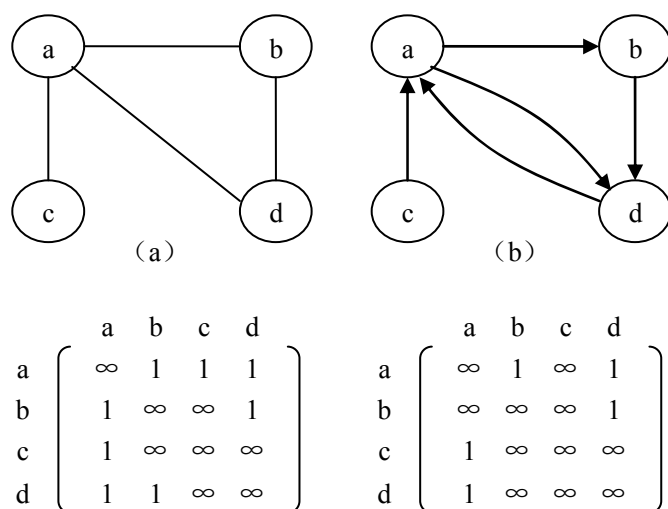 a b
c d
（a）
a b
c d
（b）
a b c d
a ∞ 1 1 1
b 1 ∞ ∞ 1
c 1 ∞ ∞ ∞
d 1 1 ∞ ∞
a b c d
a ∞ 1 ∞ 1
b ∞ ∞ ∞ 1
c 1 ∞ ∞ ∞
d 1 ∞ ∞ ∞